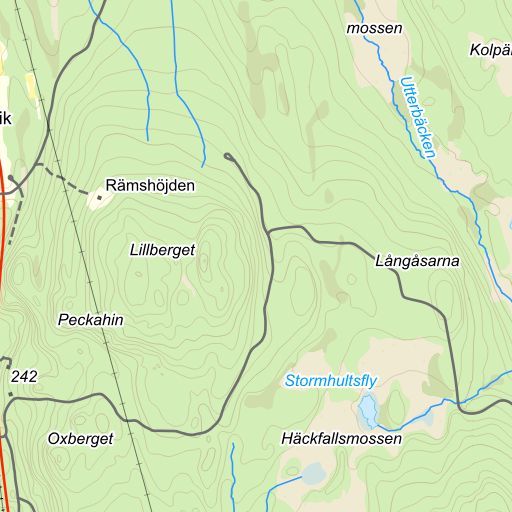 mossen
Kolpä
Utterbäcken
ik
Rämshöjden
Lillberget
Långåsarna
Peckahin
242
Stormhultsfly
Oxberget
Häckfallsmossen